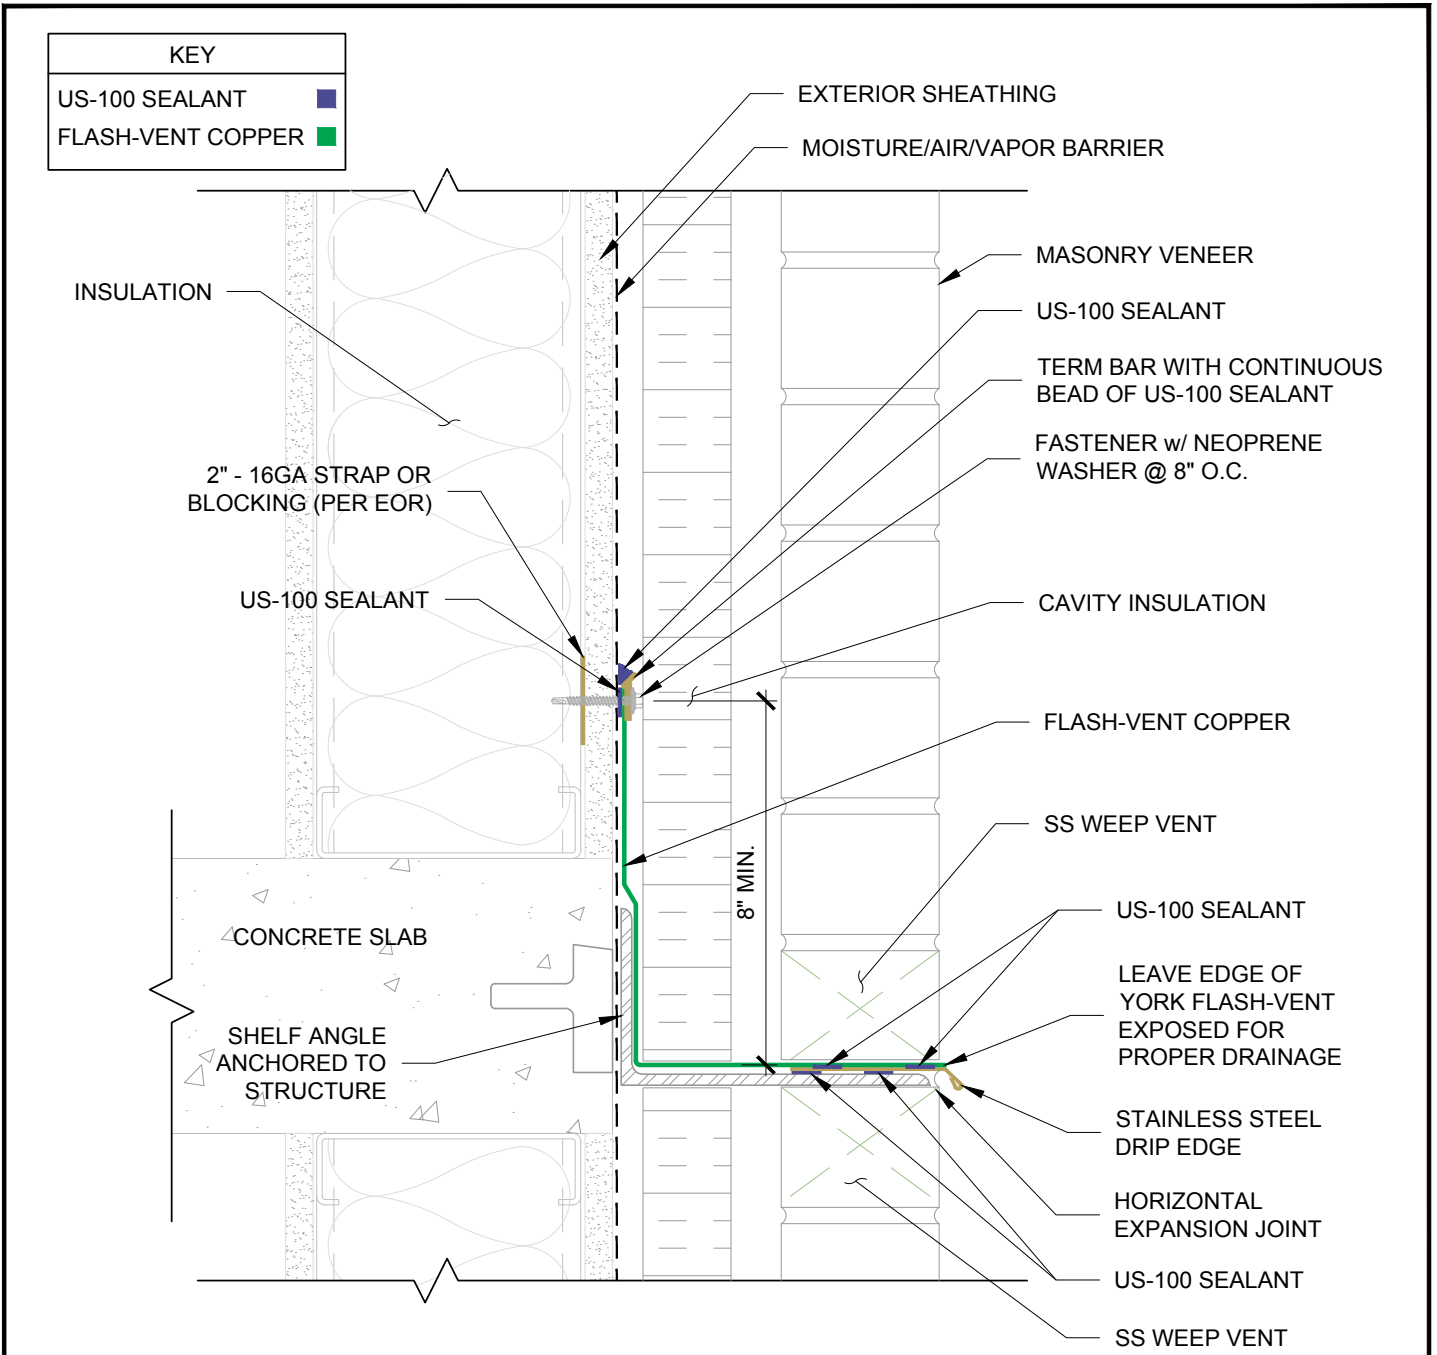 KEY
US-100 SEALANT
FLASH-VENT COPPER
EXTERIOR SHEATHING
MOISTURE/AIR/VAPOR BARRIER
MASONRY VENEER
INSULATION
US-100 SEALANT
TERM BAR WITH CONTINUOUS
BEAD OF US-100 SEALANT
FASTENER w/ NEOPRENE
WASHER @ 8" O.C.
2" - 16GA STRAP OR
BLOCKING (PER EOR)
US-100 SEALANT
CAVITY INSULATION
FLASH-VENT COPPER
SS WEEP VENT
8" MIN.
US-100 SEALANT
CONCRETE SLAB
LEAVE EDGE OF
YORK FLASH-VENT
EXPOSED FOR
PROPER DRAINAGE
SHELF ANGLE
ANCHORED TO
STRUCTURE
STAINLESS STEEL
DRIP EDGE
HORIZONTAL
EXPANSION JOINT
US-100 SEALANT
SS WEEP VENT